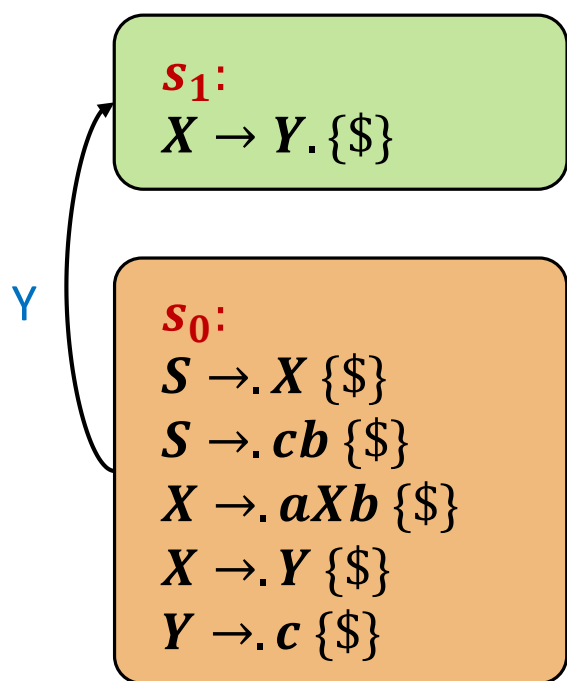 s₁:
X → Y. {$}
Y
s₀:
S →. X {$}
S →. cb {$}
X →. aXb {$}
X →. Y {$}
Y →. c {$}